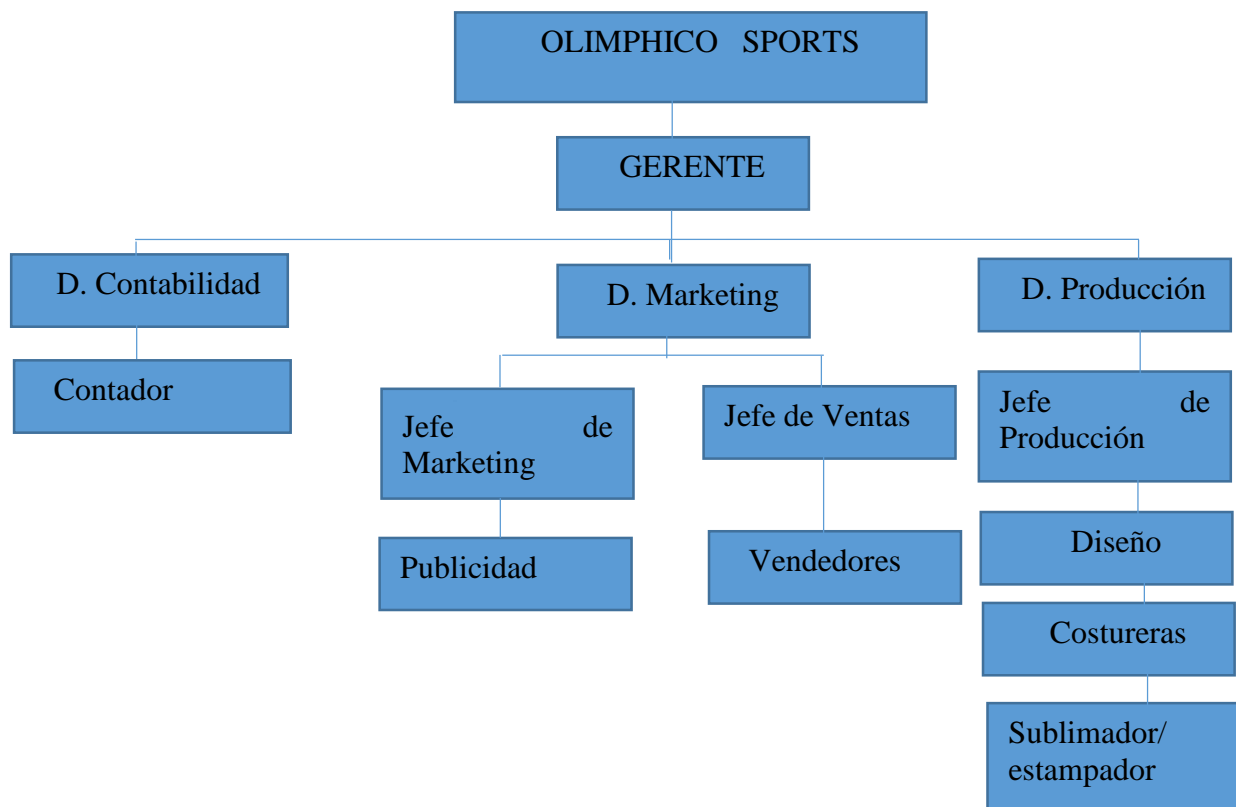 OLIMPHICO SPORTS
GERENTE
D. Contabilidad
D. Marketing
D. Producción
Contador
Jefe de
Marketing
Jefe de Ventas
Jefe de
Producción
Publicidad
Vendedores
Diseño
Costureras
Sublimador/
estampador